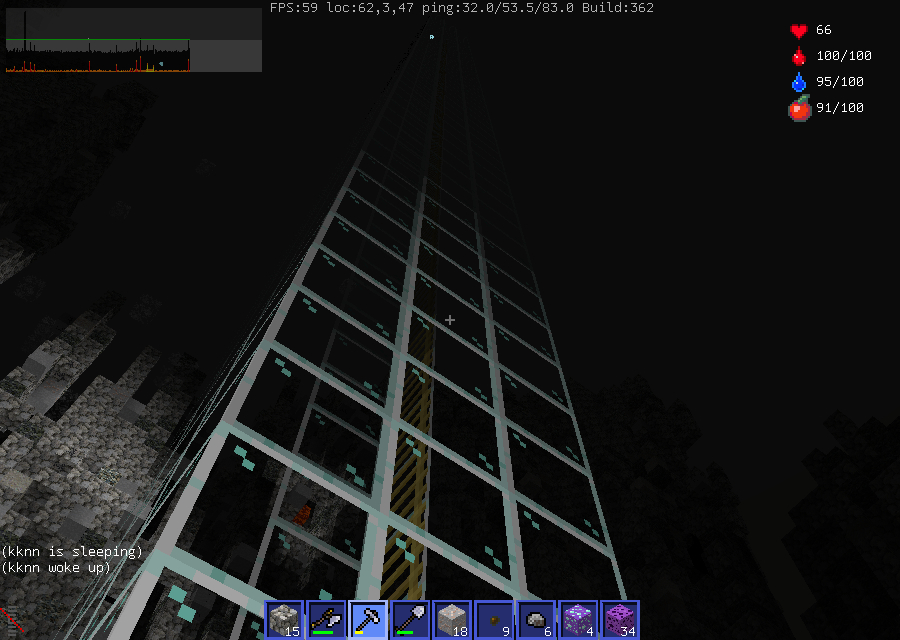 FPS:59 loc:62,3,47 ping:32.0/53.5/83.0 Build:362
66
100/100
95/100
91/100
(kknn is sleeping)
(kknn woke up)
15 18 9 6 4 34